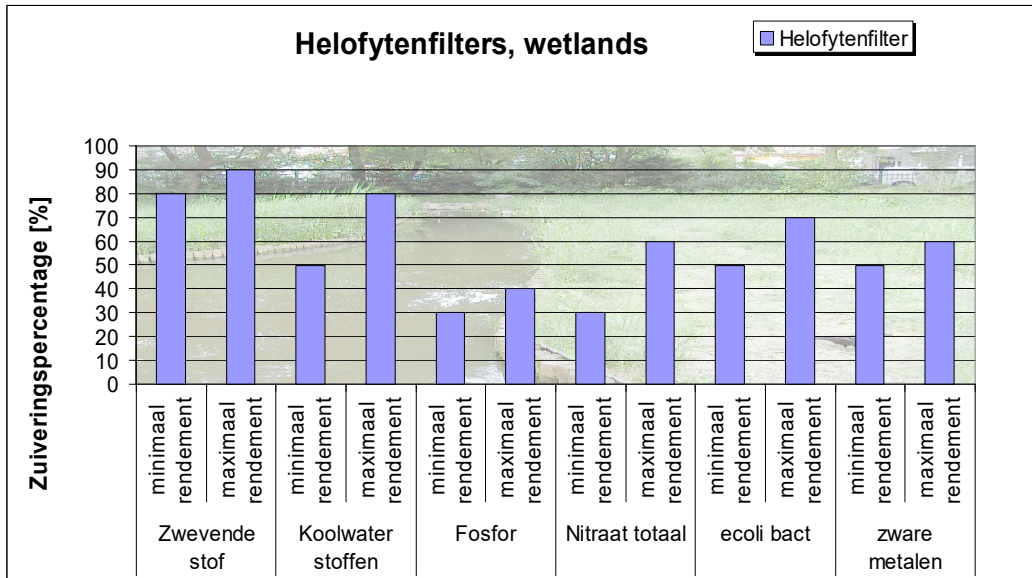 Helofytenfilters, wetlands
Helofytenfilter
Zuiveringspercentage [%]
100
90
80
70
60
50
40
30
20
10
0
minimaal
rendement
maximaal
rendement
minimaal
rendement
maximaal
rendement
minimaal
rendement
maximaal
rendement
minimaal
rendement
maximaal
rendement
minimaal
rendement
maximaal
rendement
minimaal
rendement
maximaal
rendement
Zwevende
stof
Koolwater
stoffen
Fosfor
Nitraat totaal
ecoli bact
zware
metalen